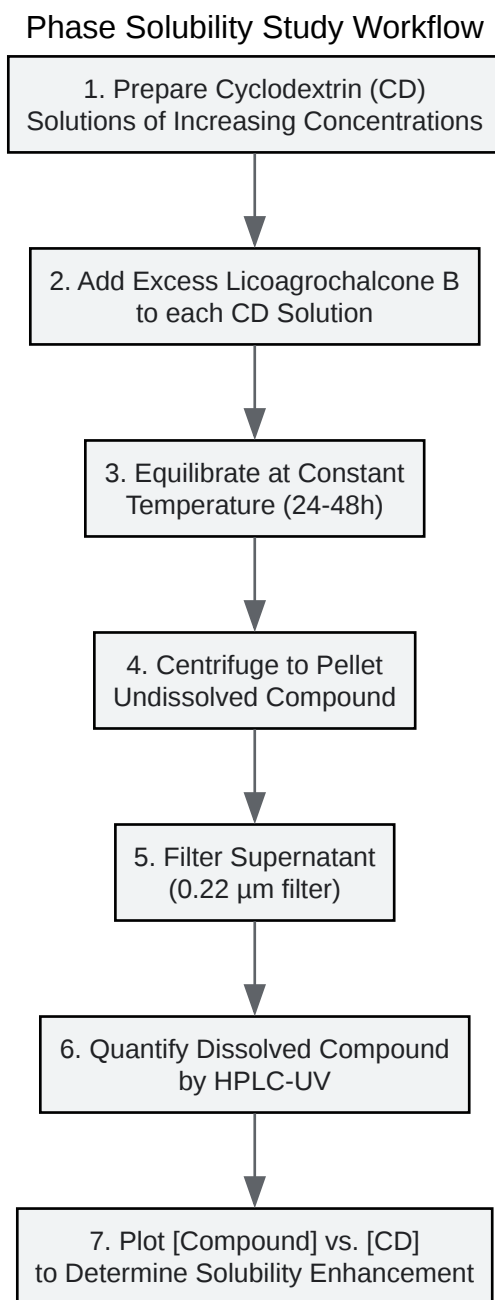 Phase Solubility Study Workflow
1. Prepare Cyclodextrin (CD)
Solutions of Increasing Concentrations
2. Add Excess Licoagrochalcone B
to each CD Solution
3. Equilibrate at Constant
Temperature (24-48h)
4. Centrifuge to Pellet
Undissolved Compound
5. Filter Supernatant
(0.22 µm filter)
6. Quantify Dissolved Compound
by HPLC-UV
7. Plot [Compound] vs. [CD]
to Determine Solubility Enhancement